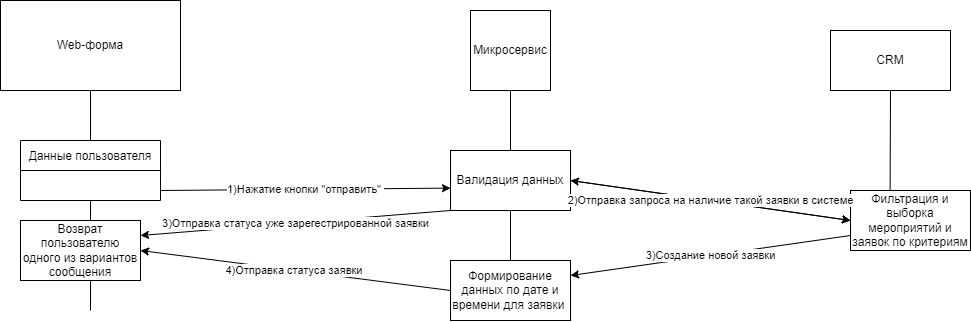 Web-форма
Микросервис
CRM
Данные пользователя
Валидация данных
1)Нажатие кнопки "отправить"
2)Отправка запроса на наличие такой заявки в системе
Фильтрация и
выборка
мероприятий и
заявок по критериям
3)Отправка статуса уже зарегестрированной заявки
Возврат
пользователю
одного из вариантов
сообщения
3)Создание новой заявки
4)Отправка статуса заявки
Формирование
данных по дате и
времени для заявки